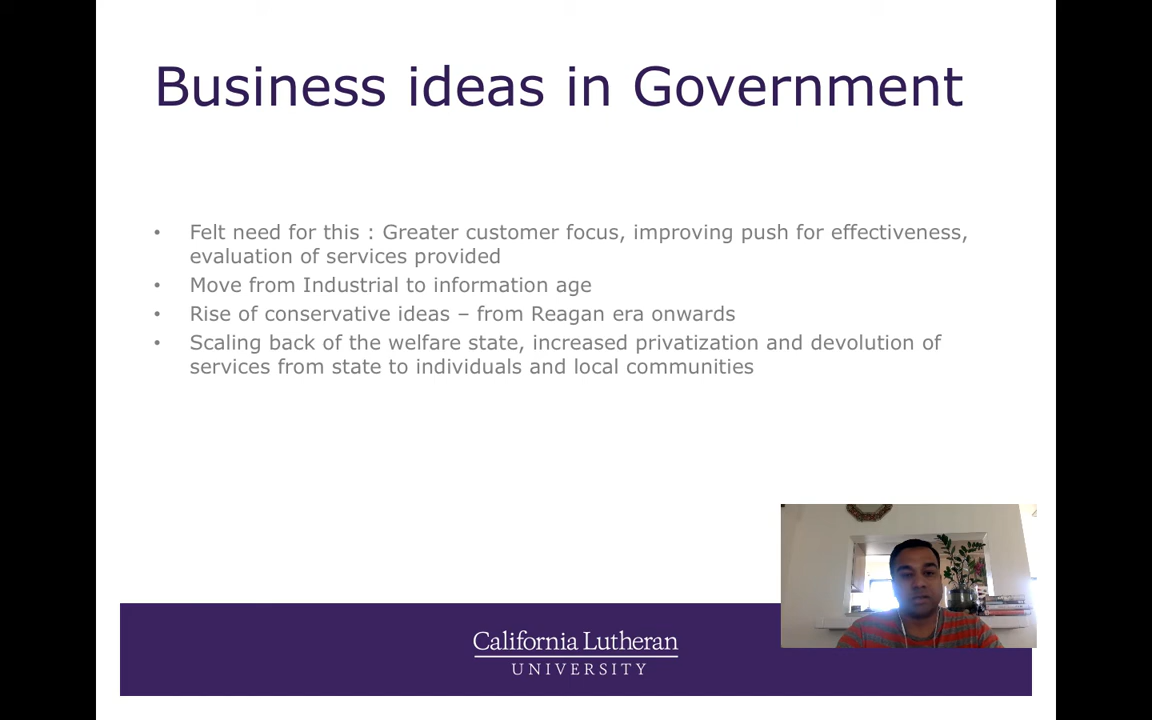 Business ideas in Government
• Felt need for this : Greater customer focus, improving push for effectiveness,
evaluation of services provided
• Move from Industrial to information age
• Rise of conservative ideas – from Reagan era onwards
• Scaling back of the welfare state, increased privatization and devolution of
services from state to individuals and local communities
California Lutheran
UNIVERSITY